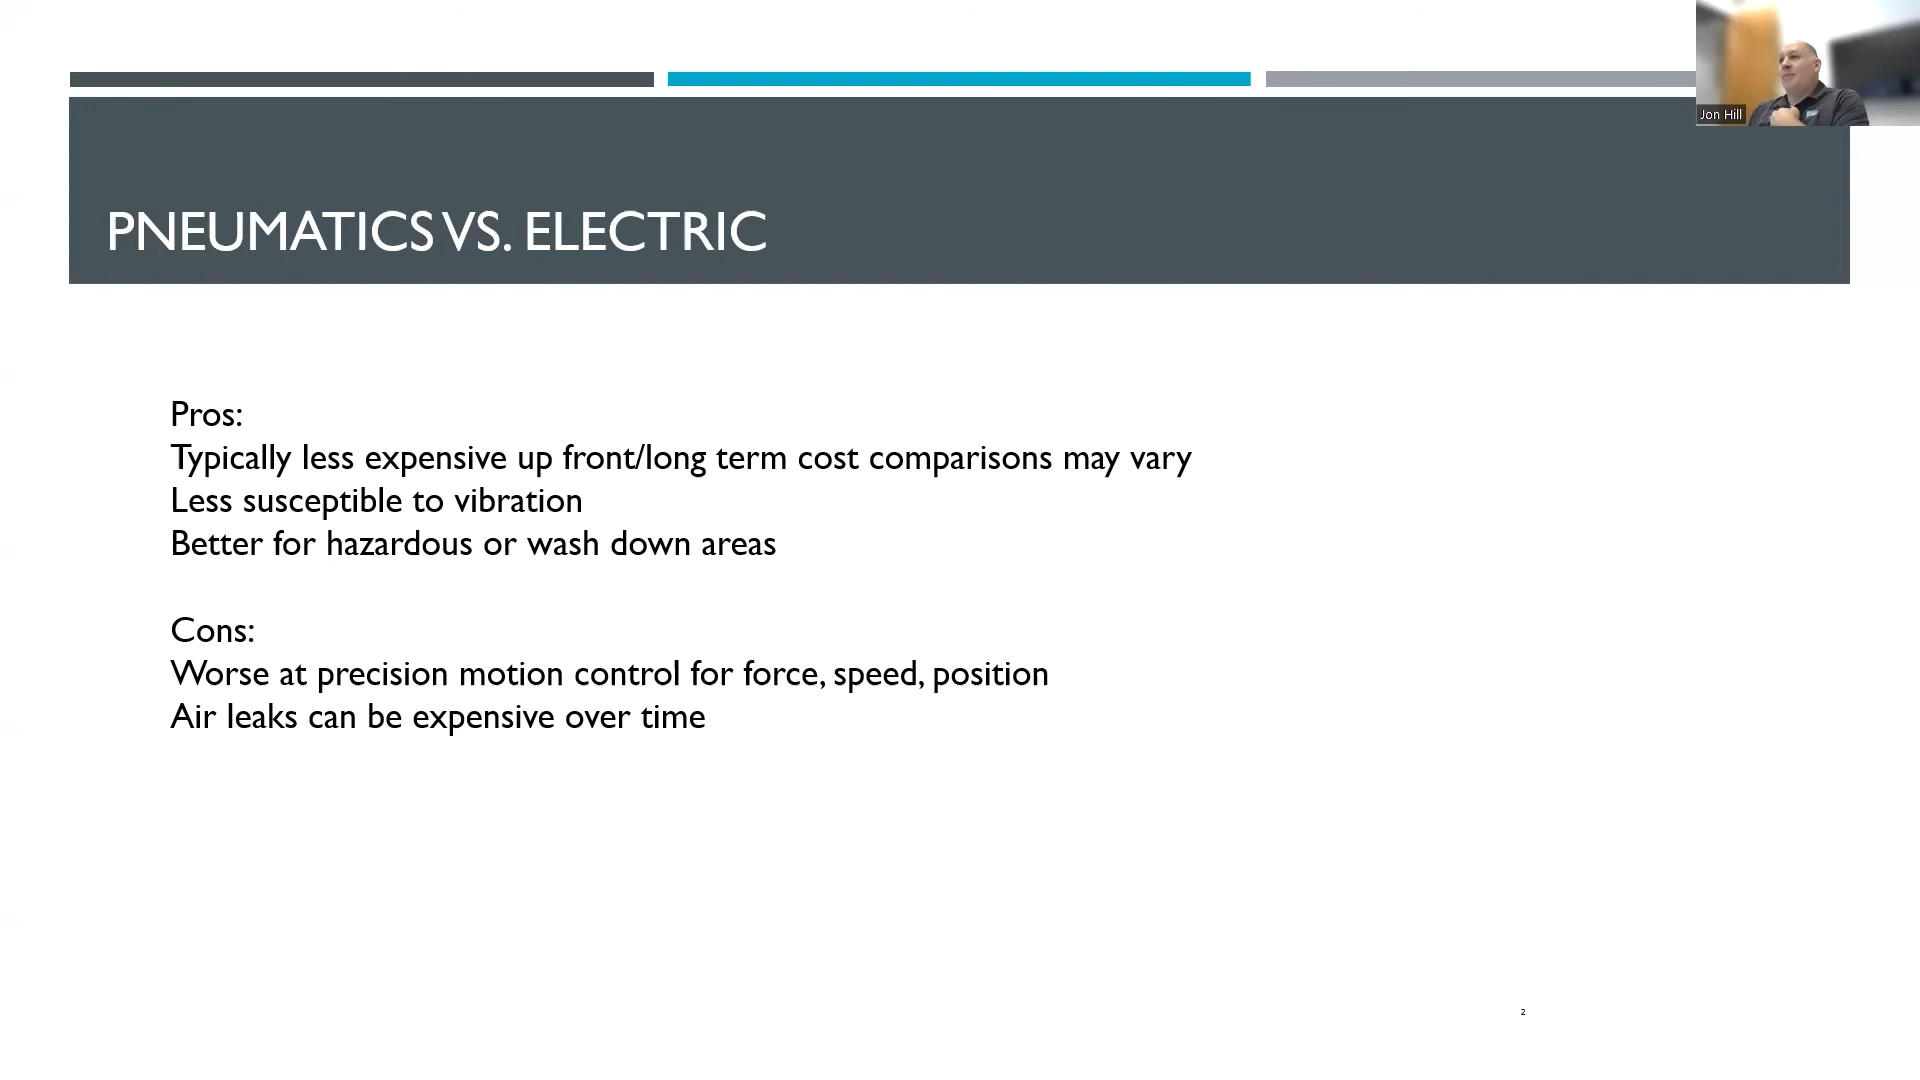 Jon Hill
PNEUMATICS VS. ELECTRIC
Pros:
Typically less expensive up front/long term cost comparisons may vary
Less susceptible to vibration
Better for hazardous or wash down areas
Cons:
Worse at precision motion control for force, speed, position
Air leaks can be expensive over time
2